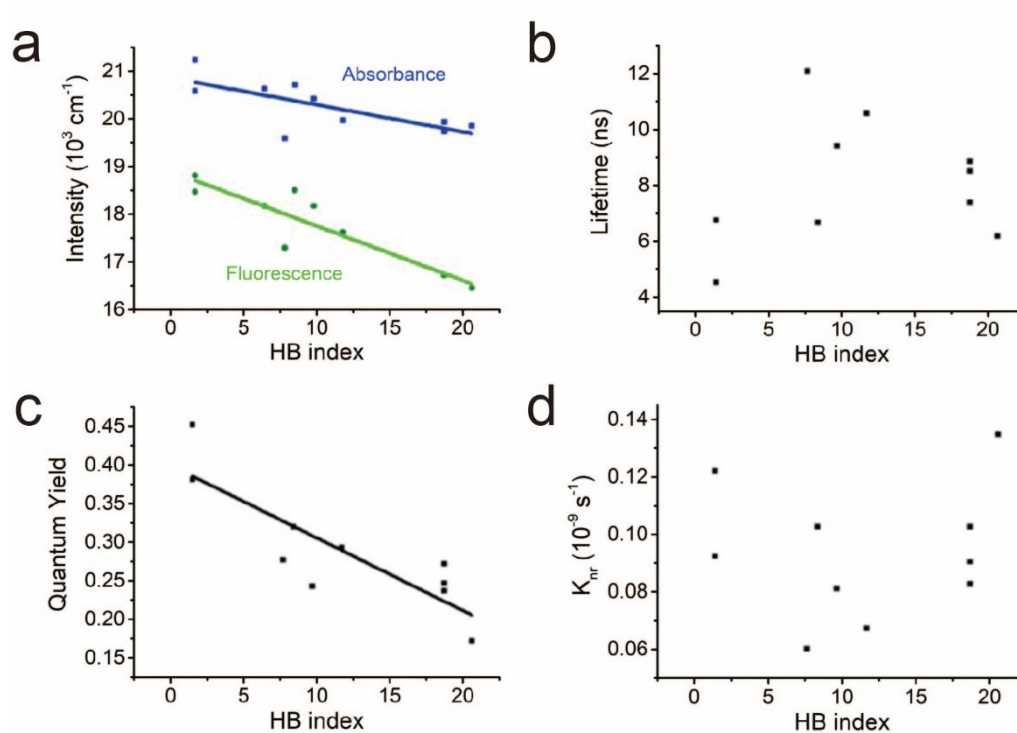 a
Intensity (10³ cm⁻¹)
21
20
19
18
17
16
Absorbance
Fluorescence
0 5 10 15 20
HB index
b
Lifetime (ns)
12
10
8
6
4
0 5 10 15 20
HB index
c
Quantum Yield
0.45
0.40
0.35
0.30
0.25
0.20
0.15
0 5 10 15 20
HB index
d
Kₙᵣ (10⁻⁹ s⁻¹)
0.14
0.12
0.10
0.08
0.06
0 5 10 15 20
HB index